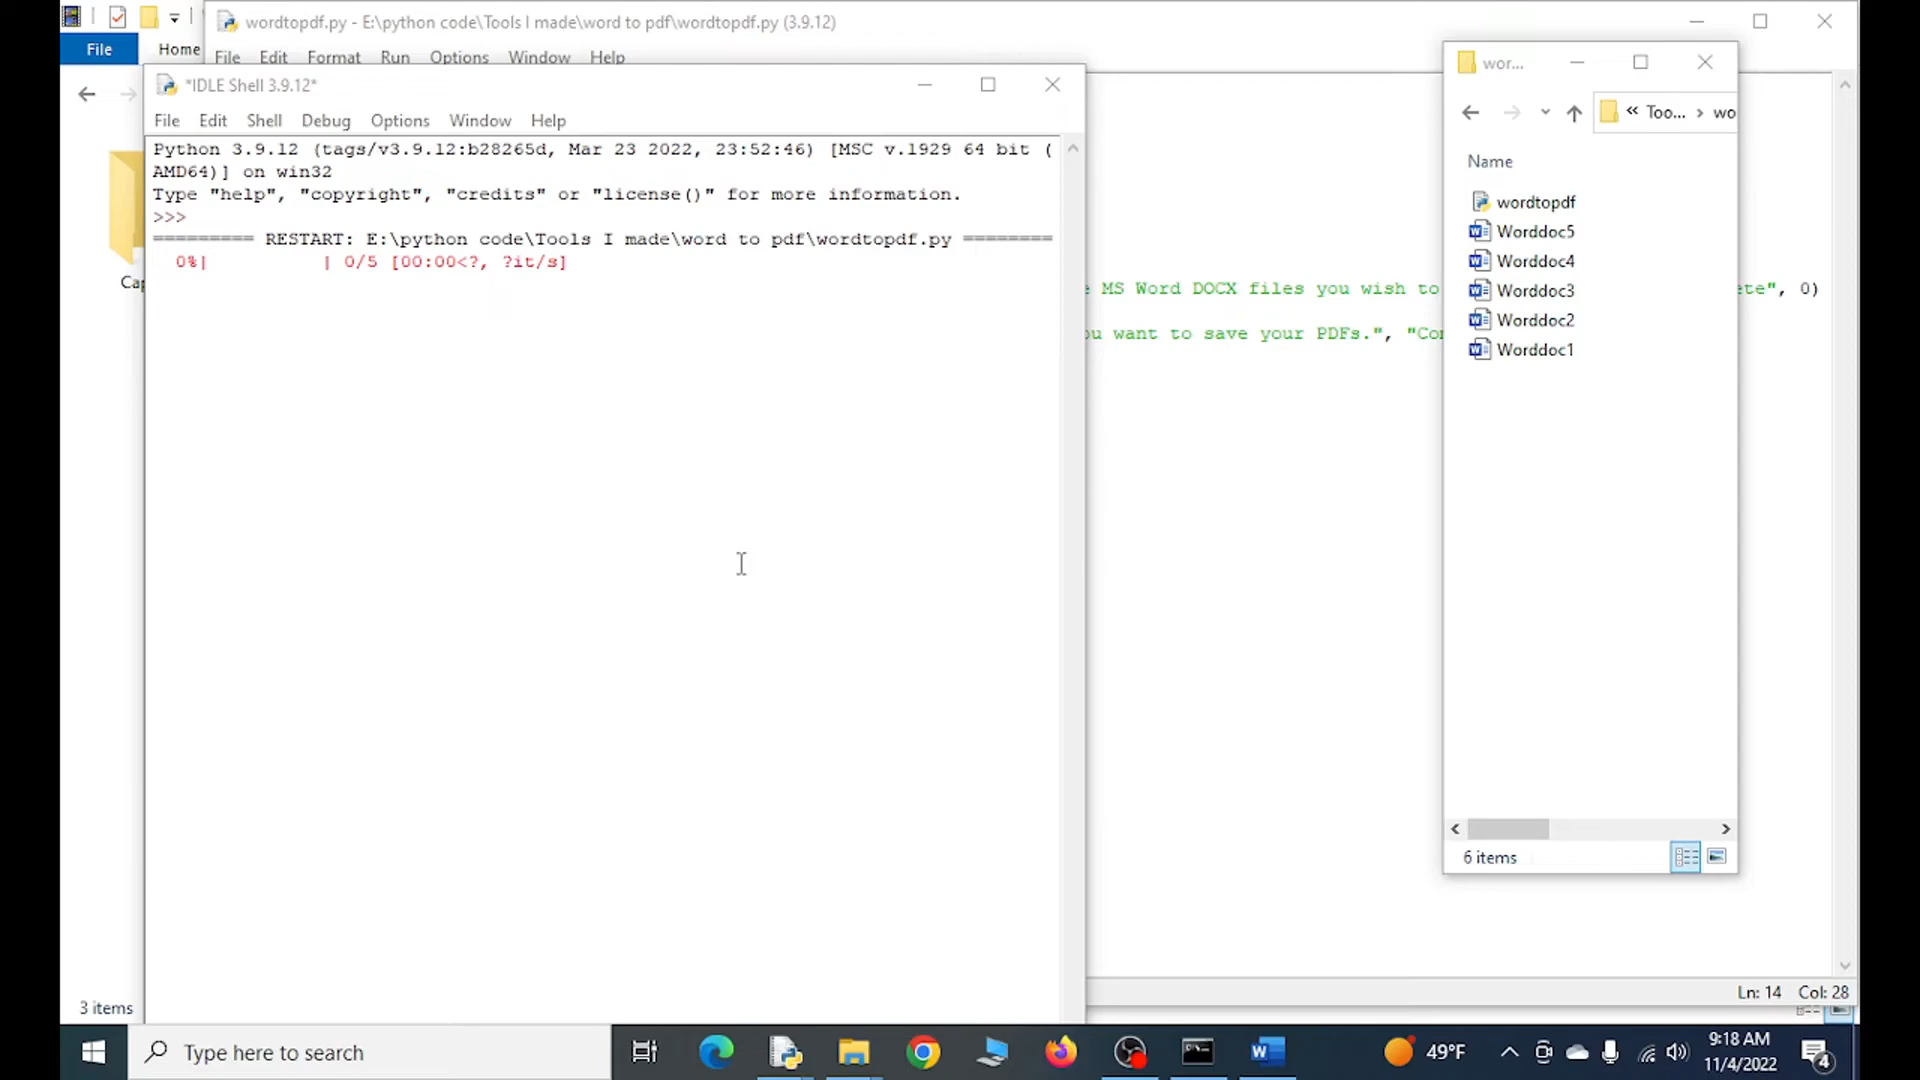 wordtopdf.py - E:\python code\Tools I made\word to pdf\wordtopdf.py (3.9.12)
File Home
File Edit Format Run Options Window Help
*IDLE Shell 3.9.12*
File Edit Shell Debug Options Window Help
Python 3.9.12 (tags/v3.9.12:b28265d, Mar 23 2022, 23:52:46) [MSC v.1929 64 bit (
AMD64)] on win32
Type "help", "copyright", "credits" or "license()" for more information.
>>>
========= RESTART: E:\python code\Tools I made\word to pdf\wordtopdf.py ========
0%| | 0/5 [00:00<?, ?it/s]
Cap
e MS Word DOCX files you wish to
ete", 0)
ou want to save your PDFs.", "Con
wor...
« Too... > wo
Name
wordtopdf
Worddoc5
Worddoc4
Worddoc3
Worddoc2
Worddoc1
6 items
Ln: 14 Col: 28
3 items
Type here to search
49°F
9:18 AM
11/4/2022
4